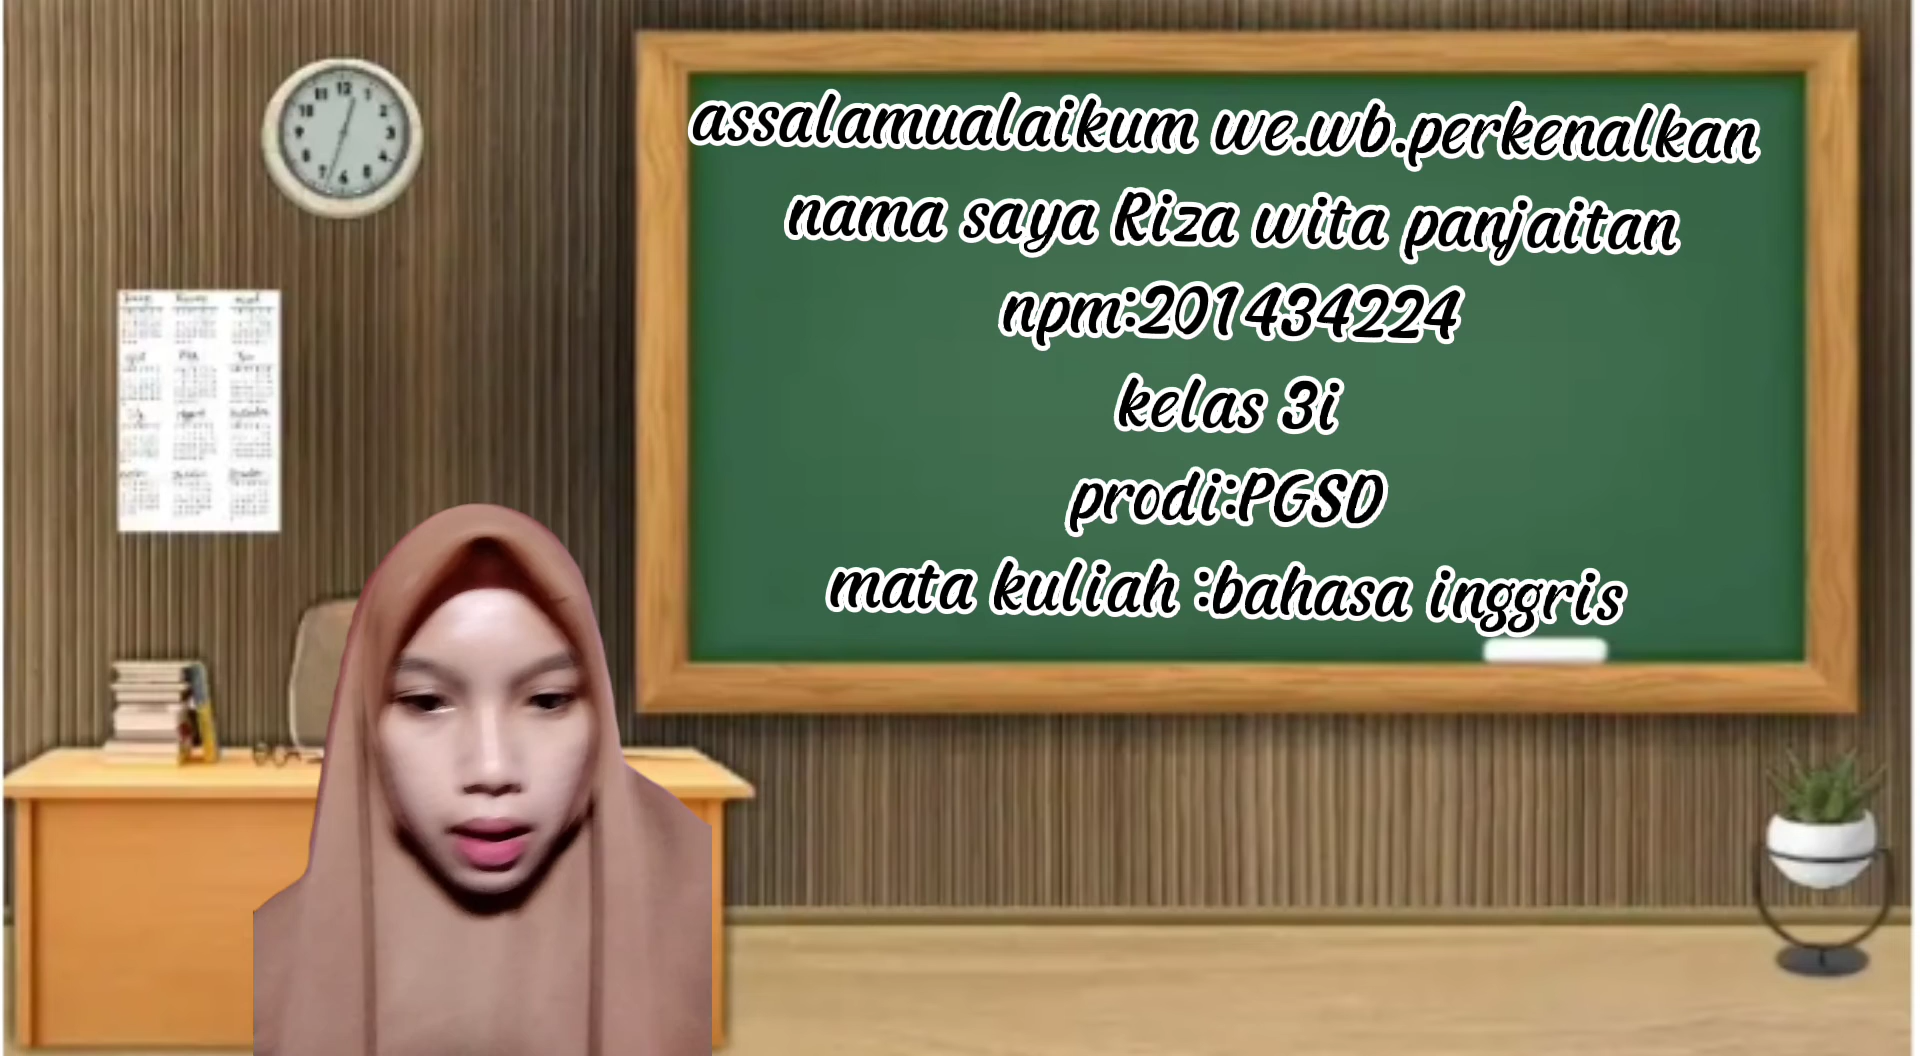 assalamualaikum we.wb.perkenalkan
nama saya Riza wita panjaitan
npm:201434224
kelas 3i
prodi:PGSD
mata kuliah :bahasa inggris